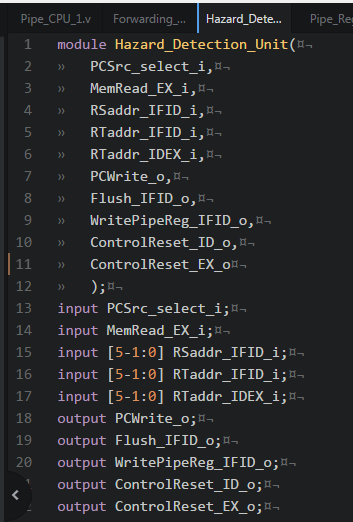 Pipe_CPU_1.v Forwarding_... Hazard_Dete... Pipe_Reg
1 module Hazard_Detection_Unit(¤¬
2 » PCSrc_select_i,¤¬
3 » MemRead_EX_i,¤¬
4 » RSaddr_IFID_i,¤¬
5 » RTaddr_IFID_i,¤¬
6 » RTaddr_IDEX_i,¤¬
7 » PCWrite_o,¤¬
8 » Flush_IFID_o,¤¬
9 » WritePipeReg_IFID_o,¤¬
10 » ControlReset_ID_o,¤¬
11 » ControlReset_EX_o¤¬
12 » );¤¬
13 input PCSrc_select_i;¤¬
14 input MemRead_EX_i;¤¬
15 input [5-1:0] RSaddr_IFID_i;¤¬
16 input [5-1:0] RTaddr_IFID_i;¤¬
17 input [5-1:0] RTaddr_IDEX_i;¤¬
18 output PCWrite_o;¤¬
19 output Flush_IFID_o;¤¬
20 output WritePipeReg_IFID_o;¤¬
output ControlReset_ID_o;¤¬
output ControlReset_EX_o;¤¬